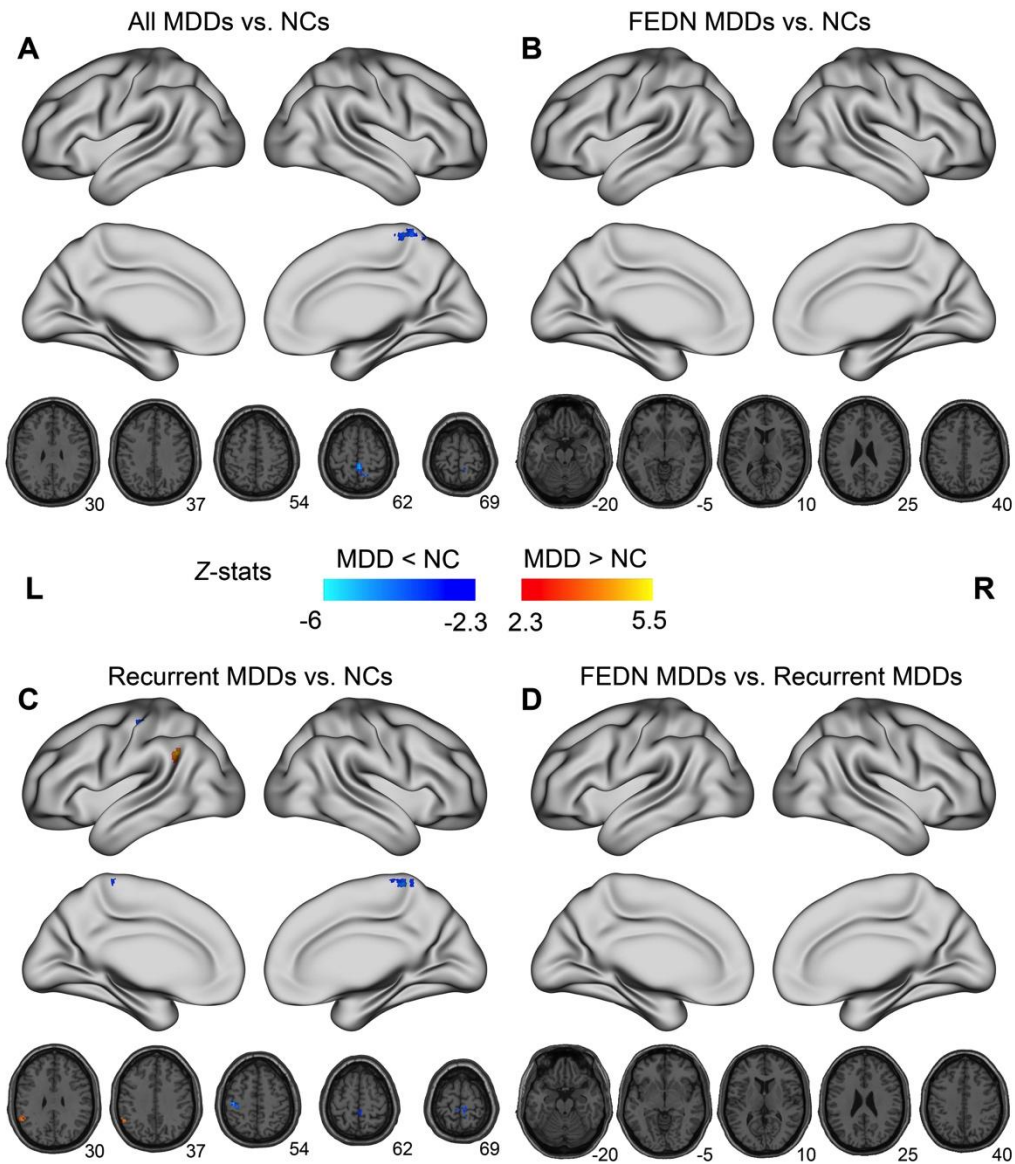 All MDDs vs. NCs
A
FEDN MDDs vs. NCs
B
30 37 54 62 69
-20 -5 10 25 40
L
Z-stats
MDD < NC
-6 -2.3
MDD > NC
2.3 5.5
R
Recurrent MDDs vs. NCs
C
FEDN MDDs vs. Recurrent MDDs
D
30 37 54 62 69
-20 -5 10 25 40